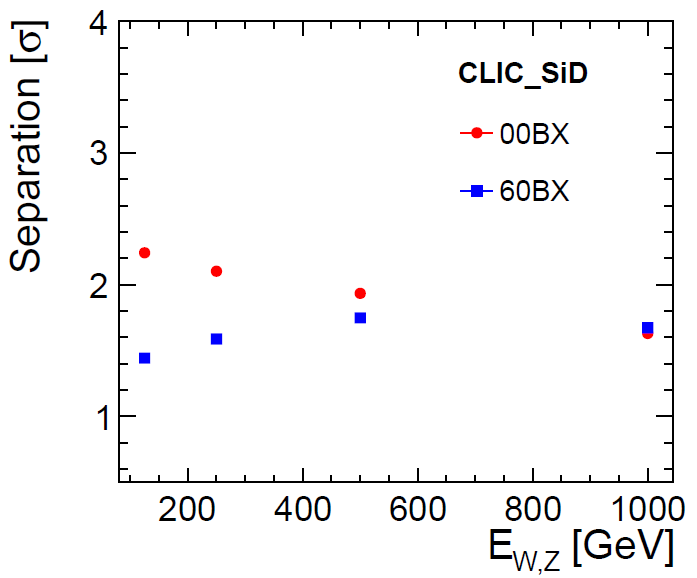 Separation [σ]
4
3
2
1
CLIC_SiD
00BX
60BX
200 400 600 800 1000
E_W,Z [GeV]